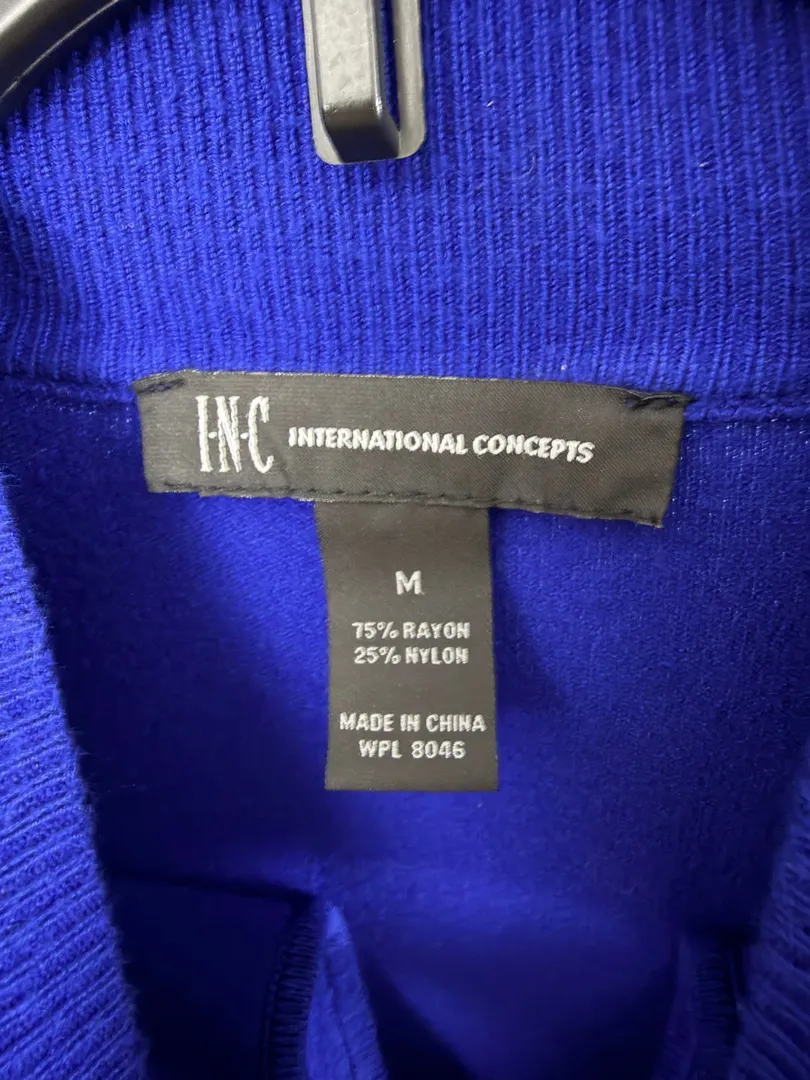 I·N·C INTERNATIONAL CONCEPTS
M
75% RAYON
25% NYLON
MADE IN CHINA
WPL 8046